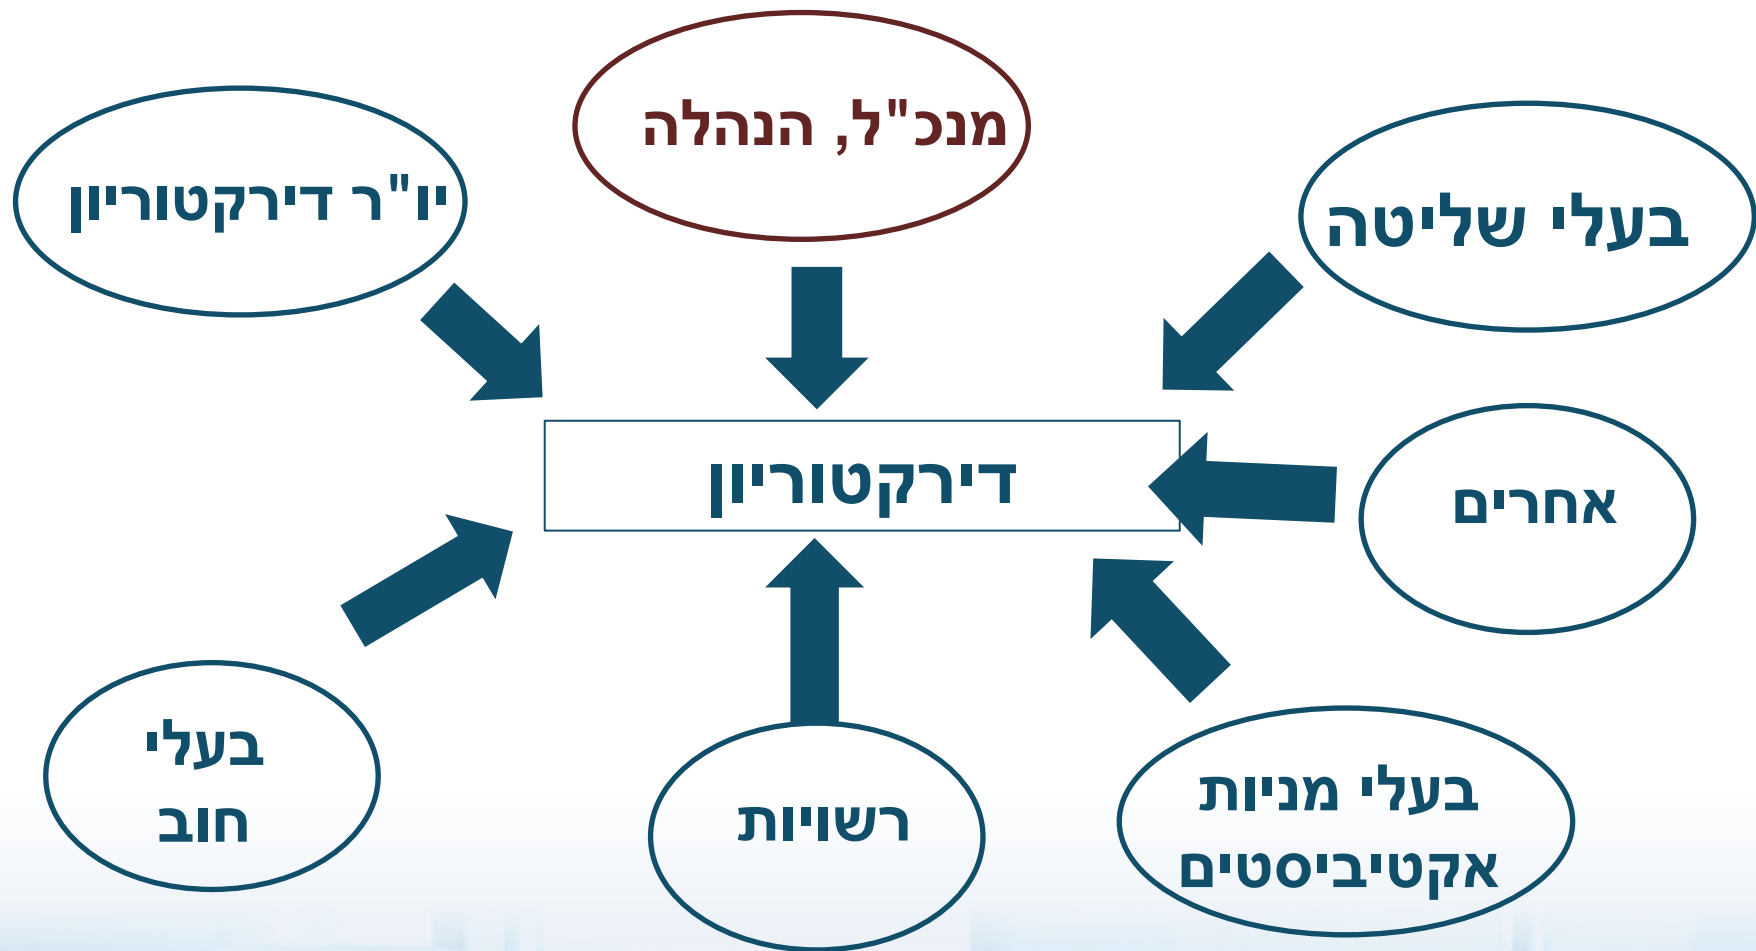 מנכ"ל, הנהלה
בעלי שליטה
יו"ר דירקטוריון
דירקטוריון
אחרים
בעלי מניות
אקטיביסטים
רשויות
בעלי
חוב